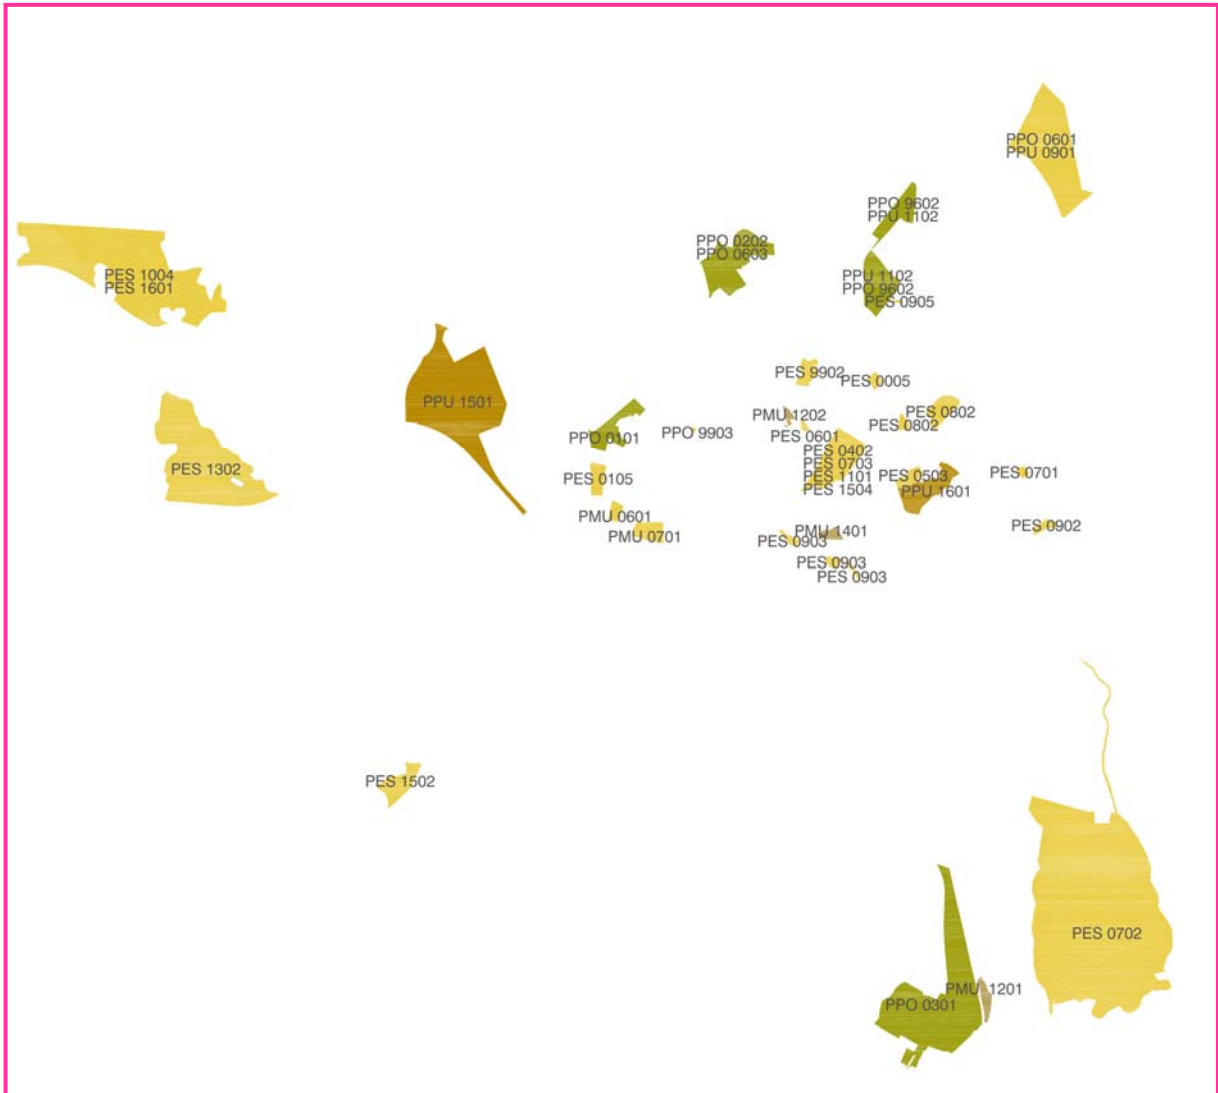 PPO 0601
PPU 0901
PPO 9602
PPU 1102
PPO 0202
PPO 0603
PES 1004
PES 1601
PPU 1102
PPO 9602
PES 0905
PES 9902
PES 0005
PPU 1501
PMU 1202
PES 0802
PES 0802
PPO 0101
PPO 9903
PES 0601
PES 0402
PES 0703
PES 1101
PES 1504
PES 1302
PES 0105
PES 0503
PPU 1601
PES 0701
PMU 0601
PMU 0701
PMU 1401
PES 0903
PES 0902
PES 0903
PES 0903
PES 1502
PES 0702
PMU 1201
PPO 0301